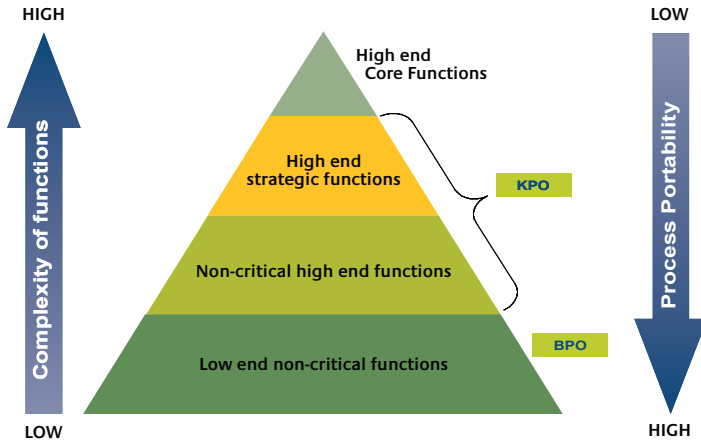 HIGH
LOW
High end
Core Functions
High end
strategic functions
KPO
Complexity of functions
Process Portability
Non-critical high end functions
BPO
Low end non-critical functions
LOW
HIGH